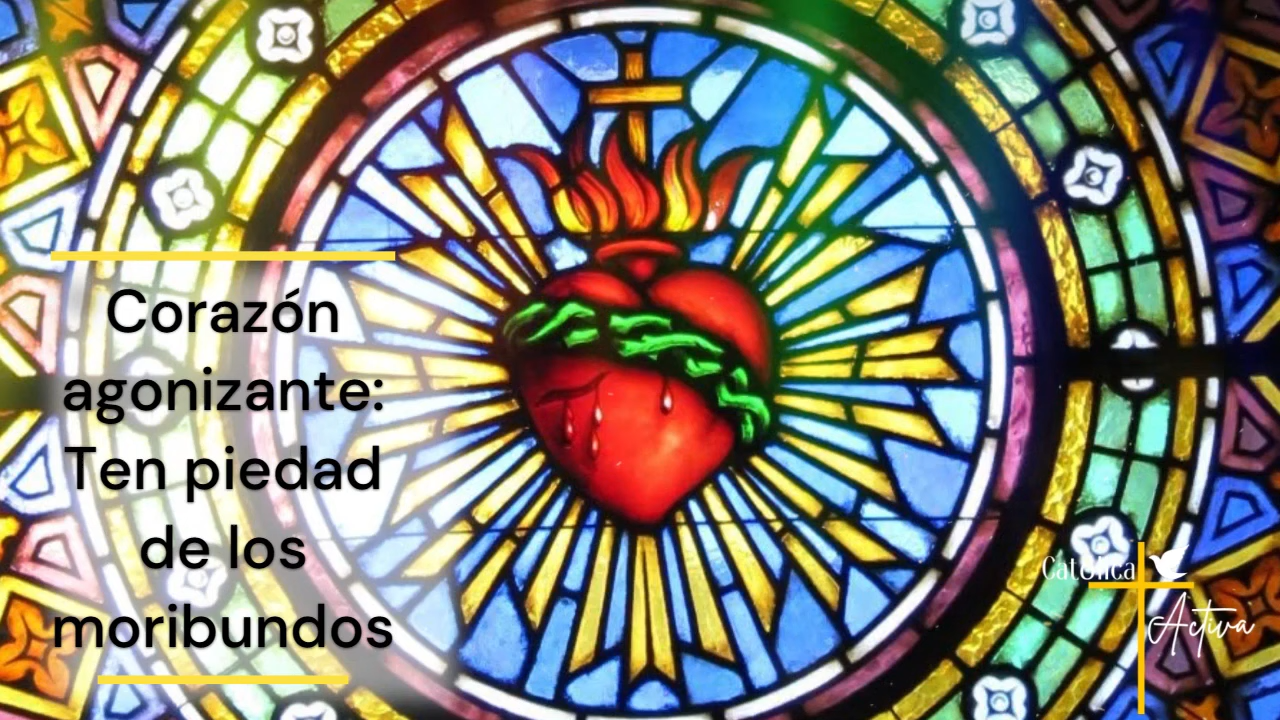 Corazón
agonizante:
Ten piedad
de los
moribundos
Católica
Activa